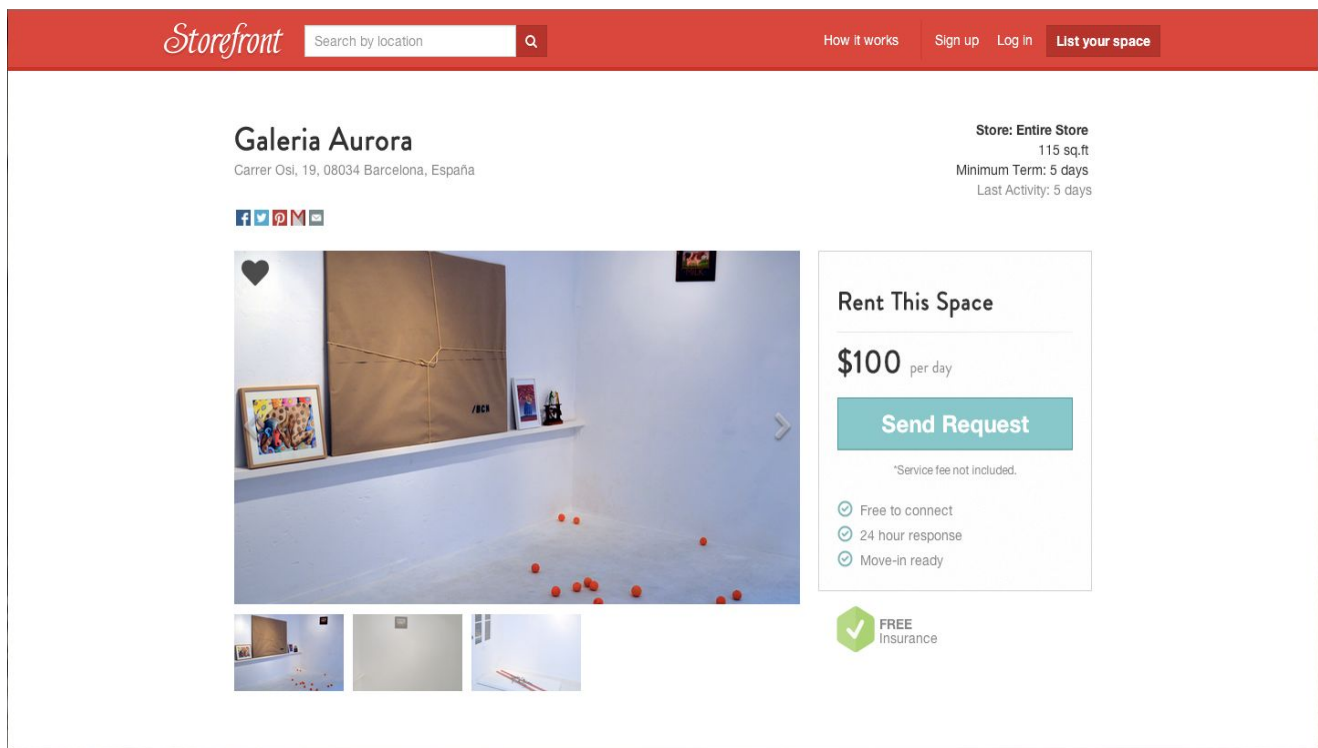 Storefront
Search by location
How it works
Sign up
Log in
List your space
Galeria Aurora
Carrer Osi, 19, 08034 Barcelona, España
Store: Entire Store
115 sq.ft
Minimum Term: 5 days
Last Activity: 5 days
/BCN
Rent This Space
$100 per day
Send Request
*Service fee not included.
Free to connect
24 hour response
Move-in ready
FREE
Insurance